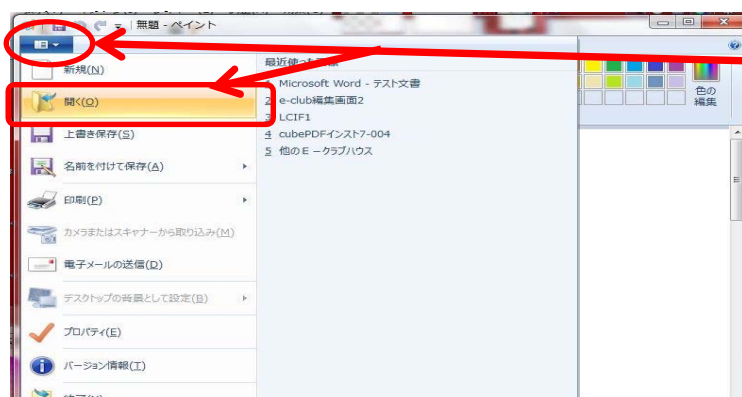 無題 - ペイント
新規(N)
開く(O)
上書き保存(S)
名前を付けて保存(A)
印刷(P)
カメラまたはスキャナーから取り込み(M)
電子メールの送信(D)
デスクトップの背景として設定(B)
プロパティ(E)
バージョン情報(T)
最近使った
Microsoft Word - テスト文書
2 e-club編集画面2
3 LCIF1
4 cubePDFインスト7-004
5 他のE－クラブハウス
色の
編集